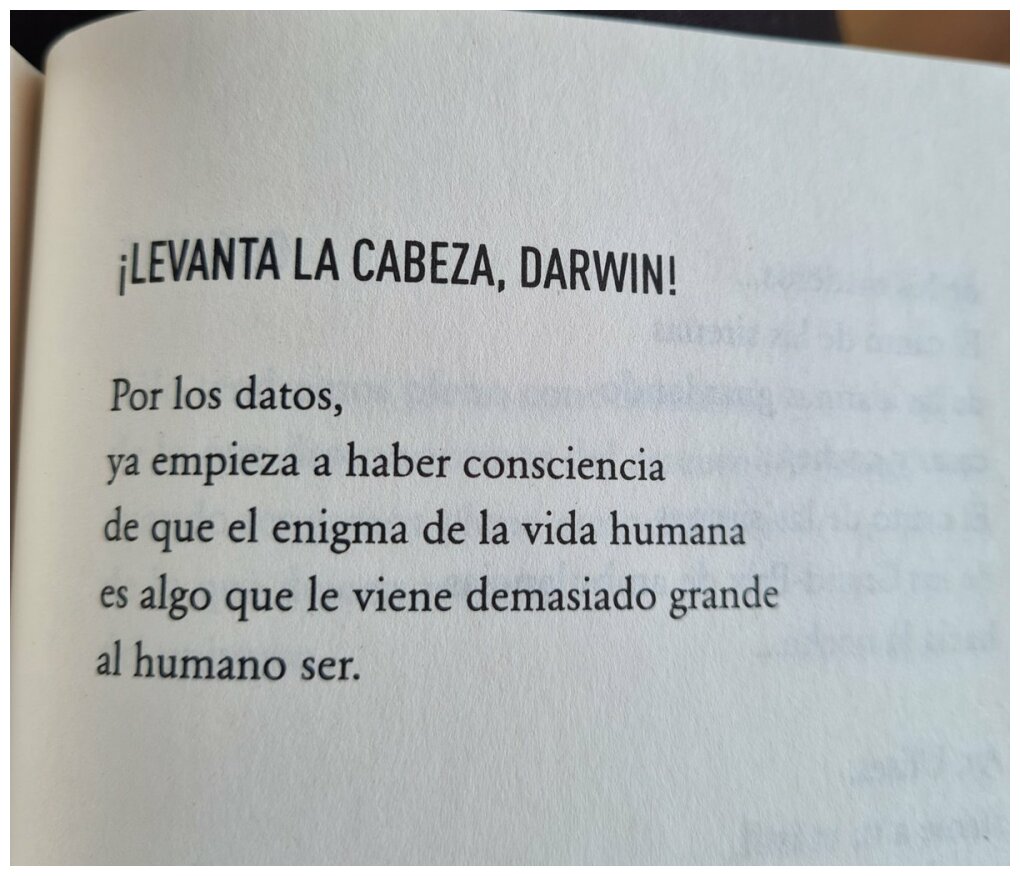 ¡LEVANTA LA CABEZA, DARWIN!
Por los datos,
ya empieza a haber consciencia
de que el enigma de la vida humana
es algo que le viene demasiado grande
al humano ser.